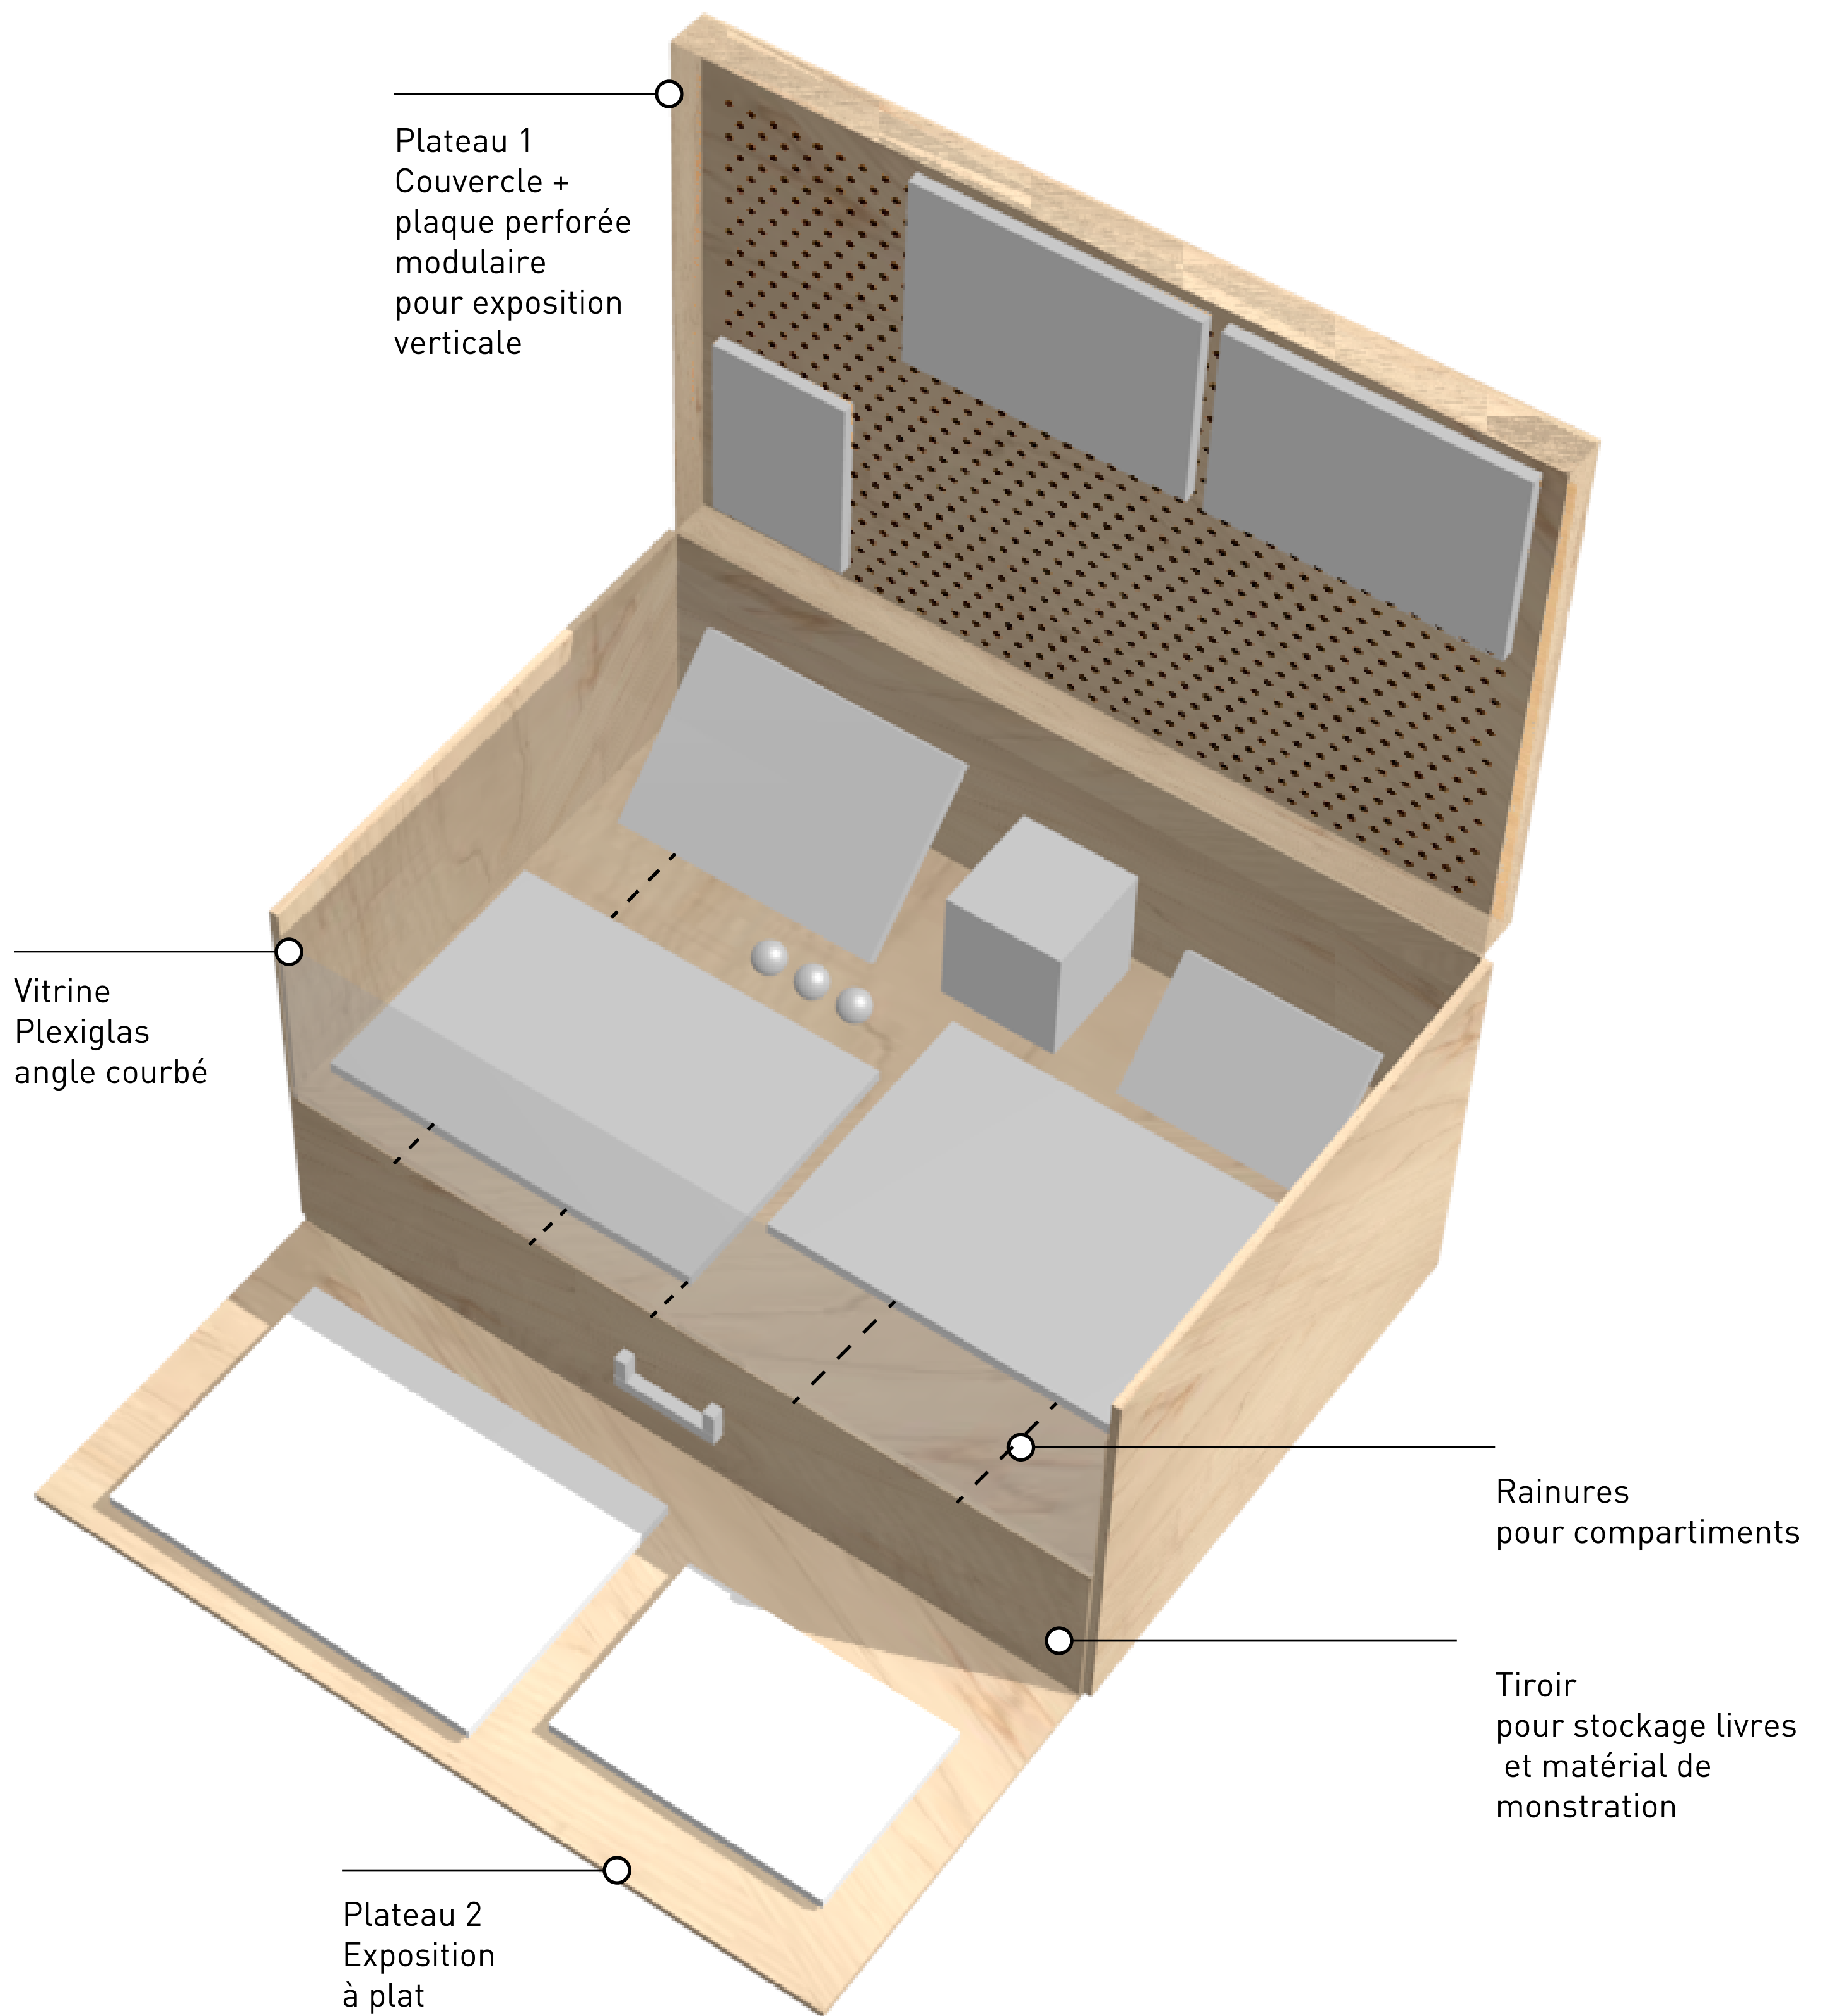 Plateau 1
Couvercle +
plaque perforée
modulaire
pour exposition
verticale
Vitrine
Plexiglas
angle courbé
Rainures
pour compartiments
Tiroir
pour stockage livres
et matérial de
monstration
Plateau 2
Exposition
à plat